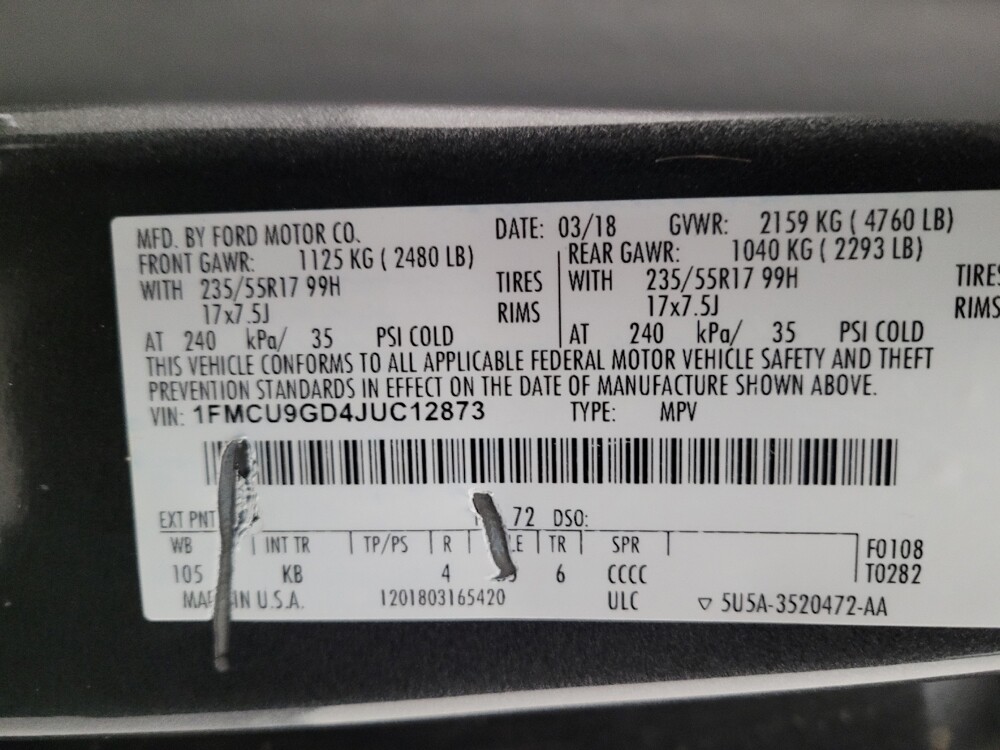 MFD. BY FORD MOTOR CO. DATE: 03/18 GVWR: 2159 KG ( 4760 LB)
FRONT GAWR: 1125 KG ( 2480 LB) REAR GAWR: 1040 KG ( 2293 LB)
WITH 235/55R17 99H TIRES WITH 235/55R17 99H TIRES
17x7.5J RIMS 17x7.5J RIMS
AT 240 kPa/ 35 PSI COLD AT 240 kPa/ 35 PSI COLD
THIS VEHICLE CONFORMS TO ALL APPLICABLE FEDERAL MOTOR VEHICLE SAFETY AND THEFT
PREVENTION STANDARDS IN EFFECT ON THE DATE OF MANUFACTURE SHOWN ABOVE.
VIN: 1FMCU9GD4JUC12873 TYPE: MPV
EXT PNT 72 DSO:
WB INT TR TP/PS R LE TR SPR F0108
105 KB 4 6 CCCC T0282
IN U.S.A. 1201803165420 ULC ▽ 5U5A-3520472-AA